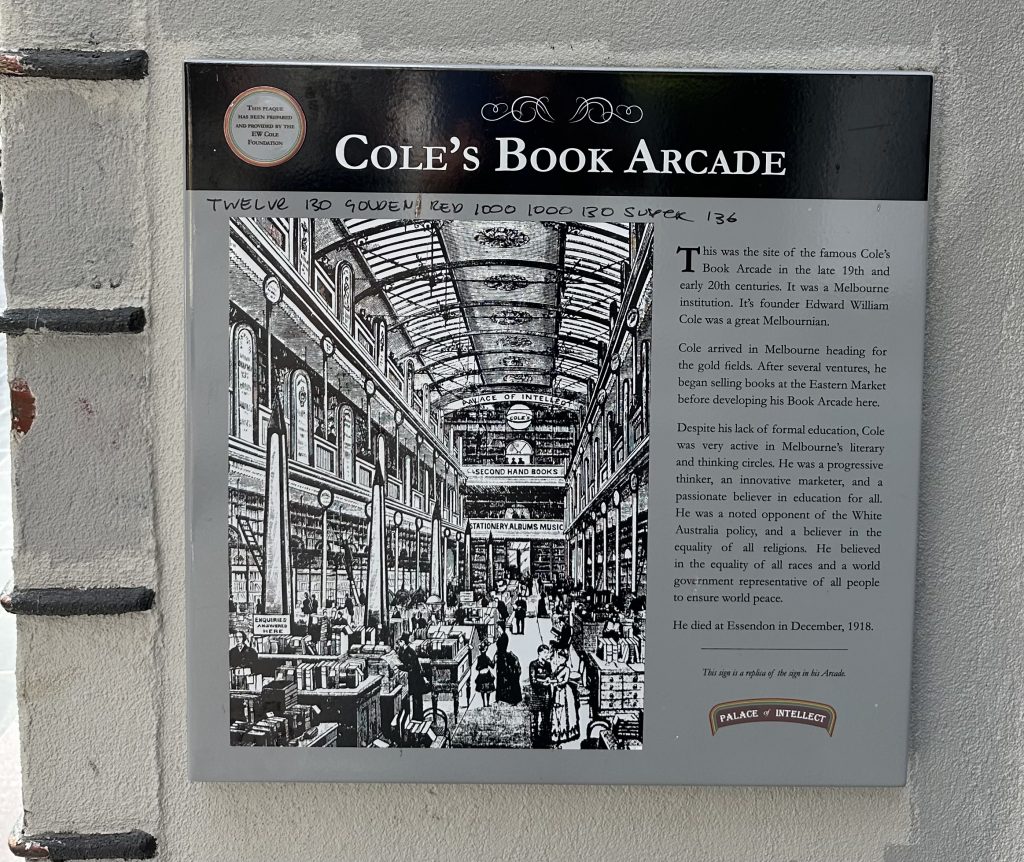 THIS PLAQUE
HAS BEEN PREPARED
AND PROVIDED BY THE
EW COLE
FOUNDATION
COLE'S BOOK ARCADE
TWELVE 130 GOLDEN RED 1000 1000 130 SUPER 136
PALACE OF INTELLECT
COLE'S
SECOND HAND BOOKS
STATIONERY ALBUMS MUSIC
ENQUIRIES
ANSWERED
HERE
This was the site of the famous Cole's
Book Arcade in the late 19th and
early 20th centuries. It was a Melbourne
institution. It's founder Edward William
Cole was a great Melbournian.
Cole arrived in Melbourne heading for
the gold fields. After several ventures, he
began selling books at the Eastern Market
before developing his Book Arcade here.
Despite his lack of formal education, Cole
was very active in Melbourne's literary
and thinking circles. He was a progressive
thinker, an innovative marketer, and a
passionate believer in education for all.
He was a noted opponent of the White
Australia policy, and a believer in the
equality of all religions. He believed
in the equality of all races and a world
government representative of all people
to ensure world peace.
He died at Essendon in December, 1918.
This sign is a replica of the sign in his Arcade.
PALACE of INTELLECT